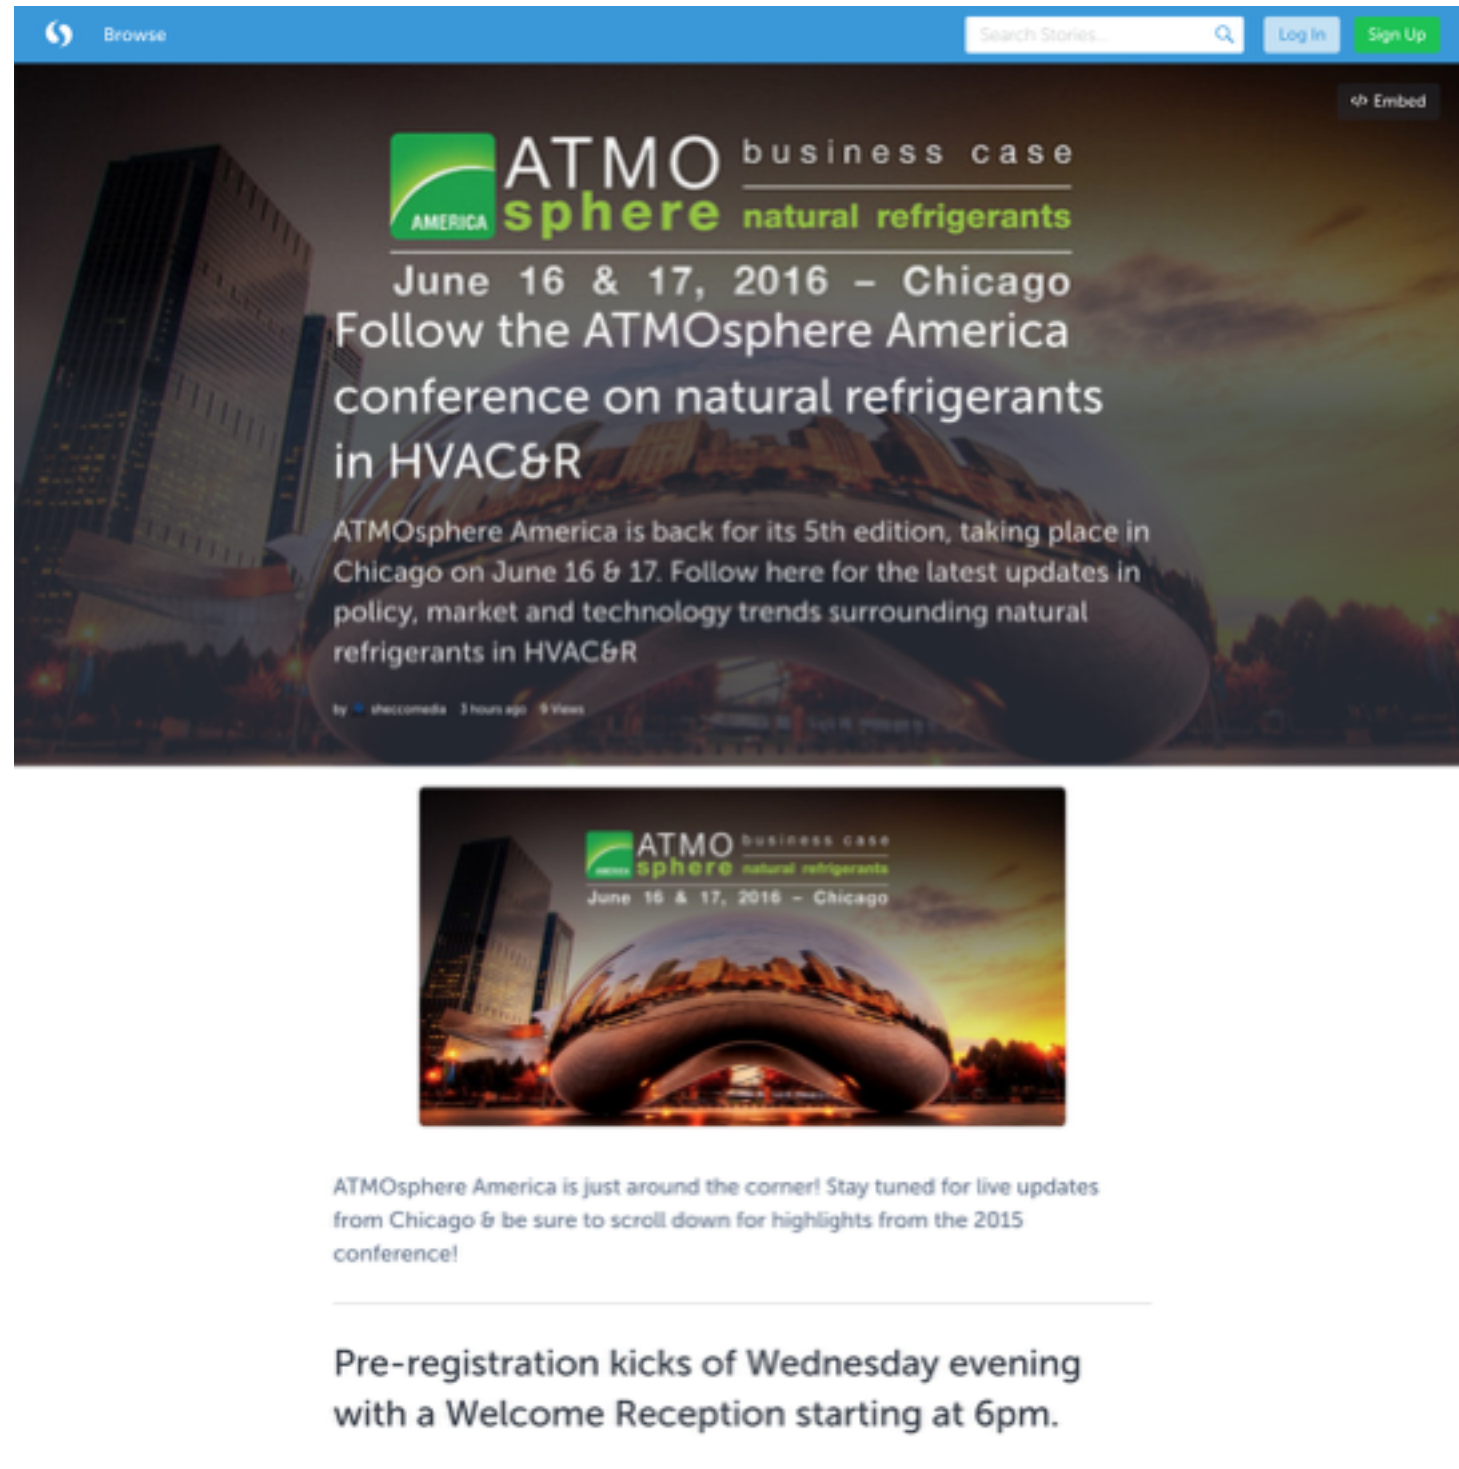 Browse
Search Stories...
Log In
Sign Up
</> Embed
ATMO business case
AMERICA sphere natural refrigerants
June 16 & 17, 2016 – Chicago
Follow the ATMOsphere America
conference on natural refrigerants
in HVAC&R
ATMOsphere America is back for its 5th edition, taking place in
Chicago on June 16 & 17. Follow here for the latest updates in
policy, market and technology trends surrounding natural
refrigerants in HVAC&R
by sheccomedia 3 hours ago 9 Views
ATMO business case
AMERICA sphere natural refrigerants
June 16 & 17, 2016 – Chicago
ATMOsphere America is just around the corner! Stay tuned for live updates
from Chicago & be sure to scroll down for highlights from the 2015
conference!
Pre-registration kicks of Wednesday evening
with a Welcome Reception starting at 6pm.